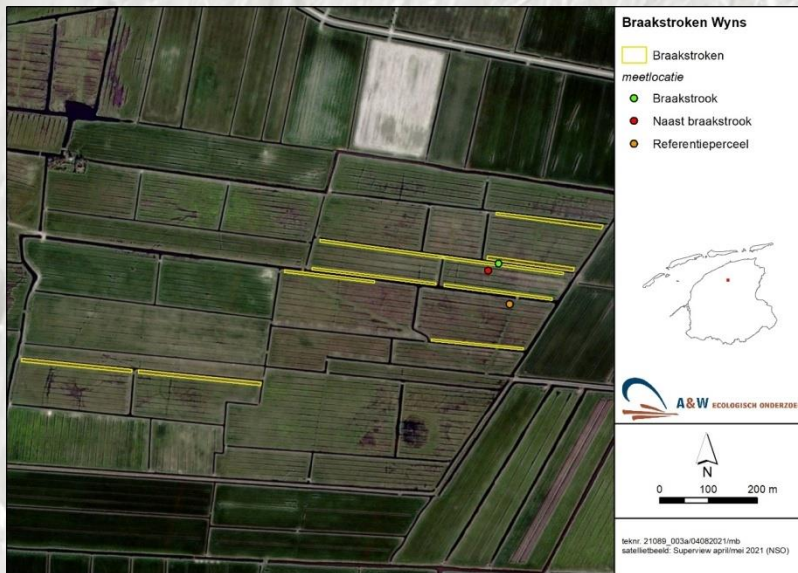 Braakstroken Wyns
Braakstroken
meetlocatie
Braakstrook
Naast braakstrook
Referentieperceel
A&W ECOLOGISCH ONDERZOE
N
0 100 200 m
teknr. 21089_003a/04082021/mb
satellietbeeld: Superview april/mei 2021 (NSO)